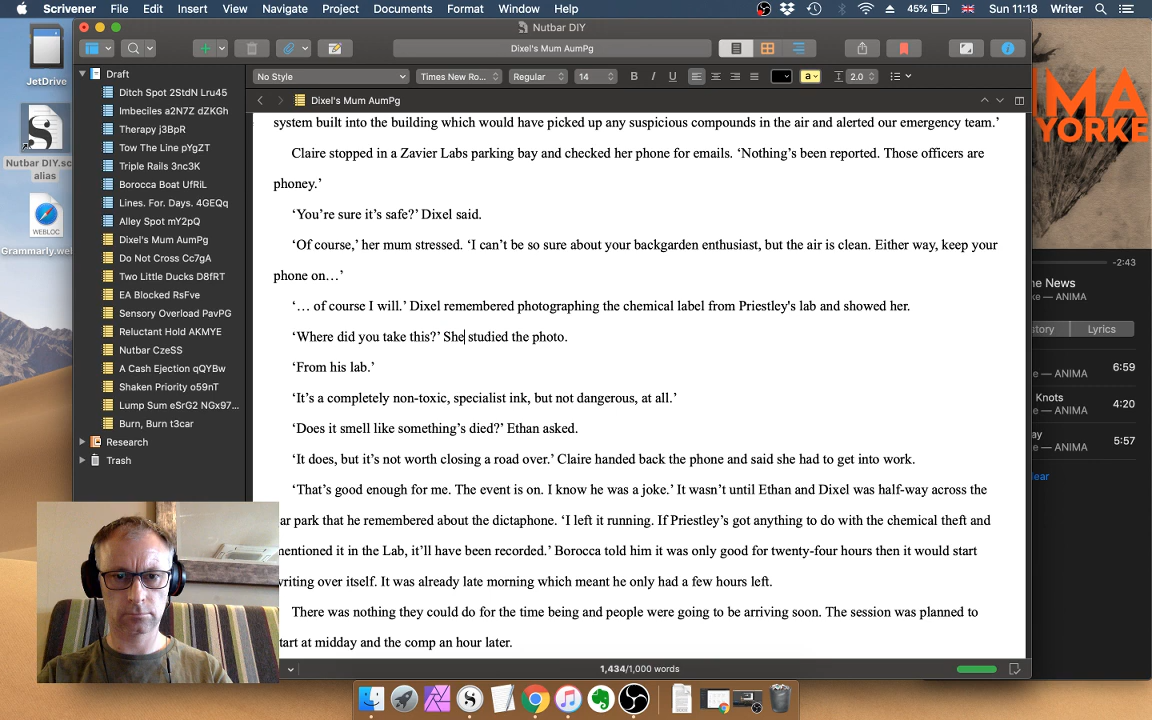 Scrivener File Edit Insert View Navigate Project Documents Format Window Help 45% Sun 11:18 Writer
Nutbar DIY
Dixel's Mum AumPg
No Style Times New Ro... Regular 14 B I U a 2.0
Dixel's Mum AumPg
JetDrive
Nutbar DIY.sc
alias
WEBLOC
Grammarly.we
Draft
Ditch Spot 2StdN Lru45
Imbeciles a2N7Z dZKGh
Therapy j3BpR
Tow The Line pYgZT
Triple Rails 3nc3K
Borocca Boat UfRiL
Lines. For. Days. 4GEQq
Alley Spot mY2pQ
Dixel's Mum AumPg
Do Not Cross Cc7gA
Two Little Ducks D8fRT
EA Blocked RsFve
Sensory Overload PavPG
Reluctant Hold AKMYE
Nutbar CzeSS
A Cash Ejection qQYBw
Shaken Priority o59nT
Lump Sum eSrG2 NGx97...
Burn, Burn t3car
Research
Trash
system built into the building which would have picked up any suspicious compounds in the air and alerted our emergency team.’
Claire stopped in a Zavier Labs parking bay and checked her phone for emails. ‘Nothing’s been reported. Those officers are
phoney.’
‘You’re sure it’s safe?’ Dixel said.
‘Of course,’ her mum stressed. ‘I can’t be so sure about your backgarden enthusiast, but the air is clean. Either way, keep your
phone on…’
‘… of course I will.’ Dixel remembered photographing the chemical label from Priestley's lab and showed her.
‘Where did you take this?’ She studied the photo.
‘From his lab.’
‘It’s a completely non-toxic, specialist ink, but not dangerous, at all.’
‘Does it smell like something’s died?’ Ethan asked.
‘It does, but it’s not worth closing a road over.’ Claire handed back the phone and said she had to get into work.
‘That’s good enough for me. The event is on. I know he was a joke.’ It wasn’t until Ethan and Dixel was half-way across the
ar park that he remembered about the dictaphone. ‘I left it running. If Priestley’s got anything to do with the chemical theft and
mentioned it in the Lab, it’ll have been recorded.’ Borocca told him it was only good for twenty-four hours then it would start
writing over itself. It was already late morning which meant he only had a few hours left.
There was nothing they could do for the time being and people were going to be arriving soon. The session was planned to
tart at midday and the comp an hour later.
1,434/1,000 words
MA
YORKE
-2:43
ne News
ke — ANIMA
tory Lyrics
e — ANIMA 6:59
Knots
e — ANIMA 4:20
ay
e — ANIMA 5:57
lear